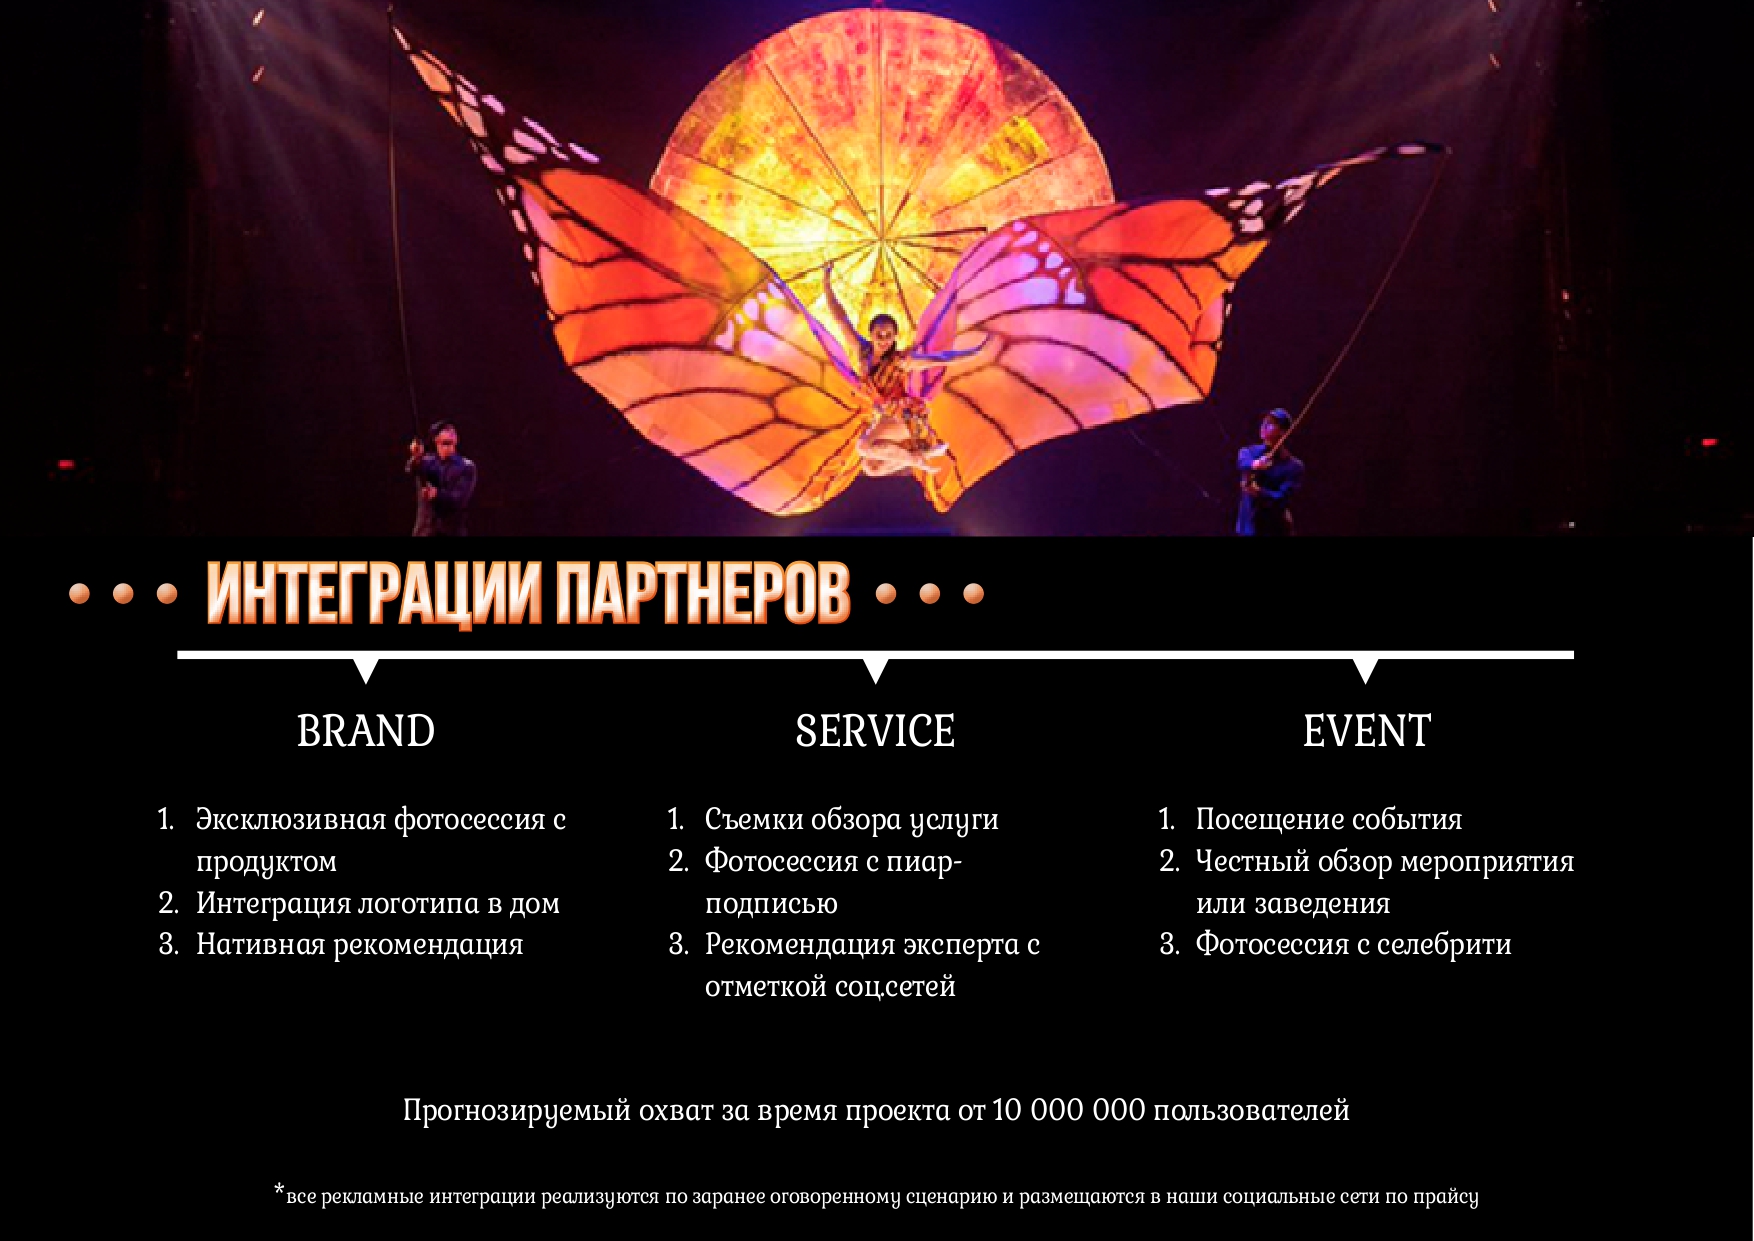 ИНТЕГРАЦИИ ПАРТНЕРОВ
BRAND
1. Эксклюзивная фотосессия с
продуктом
2. Интеграция логотипа в дом
3. Нативная рекомендация
SERVICE
1. Съемки обзора услуги
2. Фотосессия с пиар-
подписью
3. Рекомендация эксперта с
отметкой соц.сетей
EVENT
1. Посещение события
2. Честный обзор мероприятия
или заведения
3. Фотосессия с селебрити
Прогнозируемый охват за время проекта от 10 000 000 пользователей
*все рекламные интеграции реализуются по заранее оговоренному сценарию и размещаются в наши социальные сети по прайсу